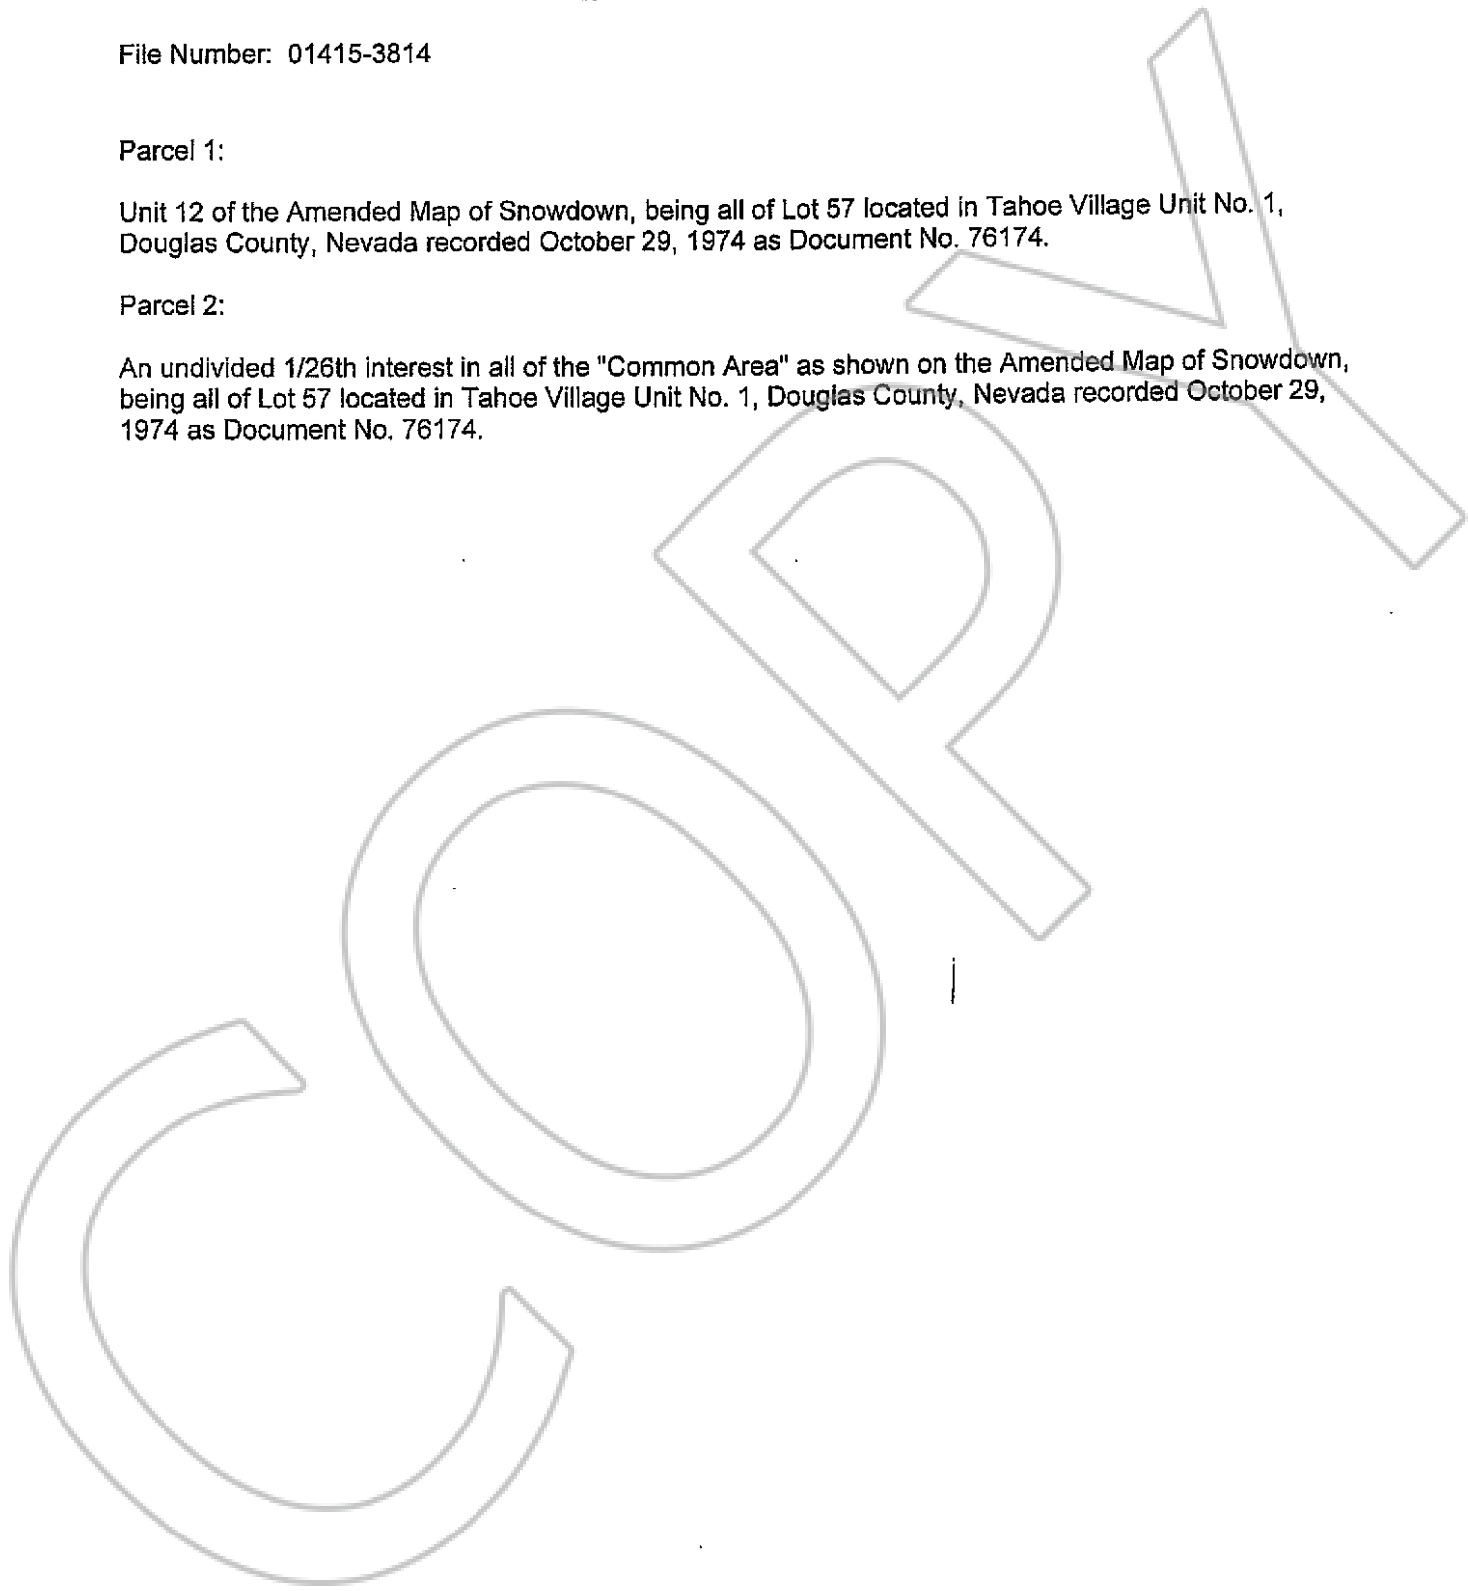 File Number: 01415-3814
Parcel 1:
Unit 12 of the Amended Map of Snowdown, being all of Lot 57 located in Tahoe Village Unit No. 1,
Douglas County, Nevada recorded October 29, 1974 as Document No. 76174.
Parcel 2:
An undivided 1/26th interest in all of the "Common Area" as shown on the Amended Map of Snowdown,
being all of Lot 57 located in Tahoe Village Unit No. 1, Douglas County, Nevada recorded October 29,
1974 as Document No. 76174.
COPY